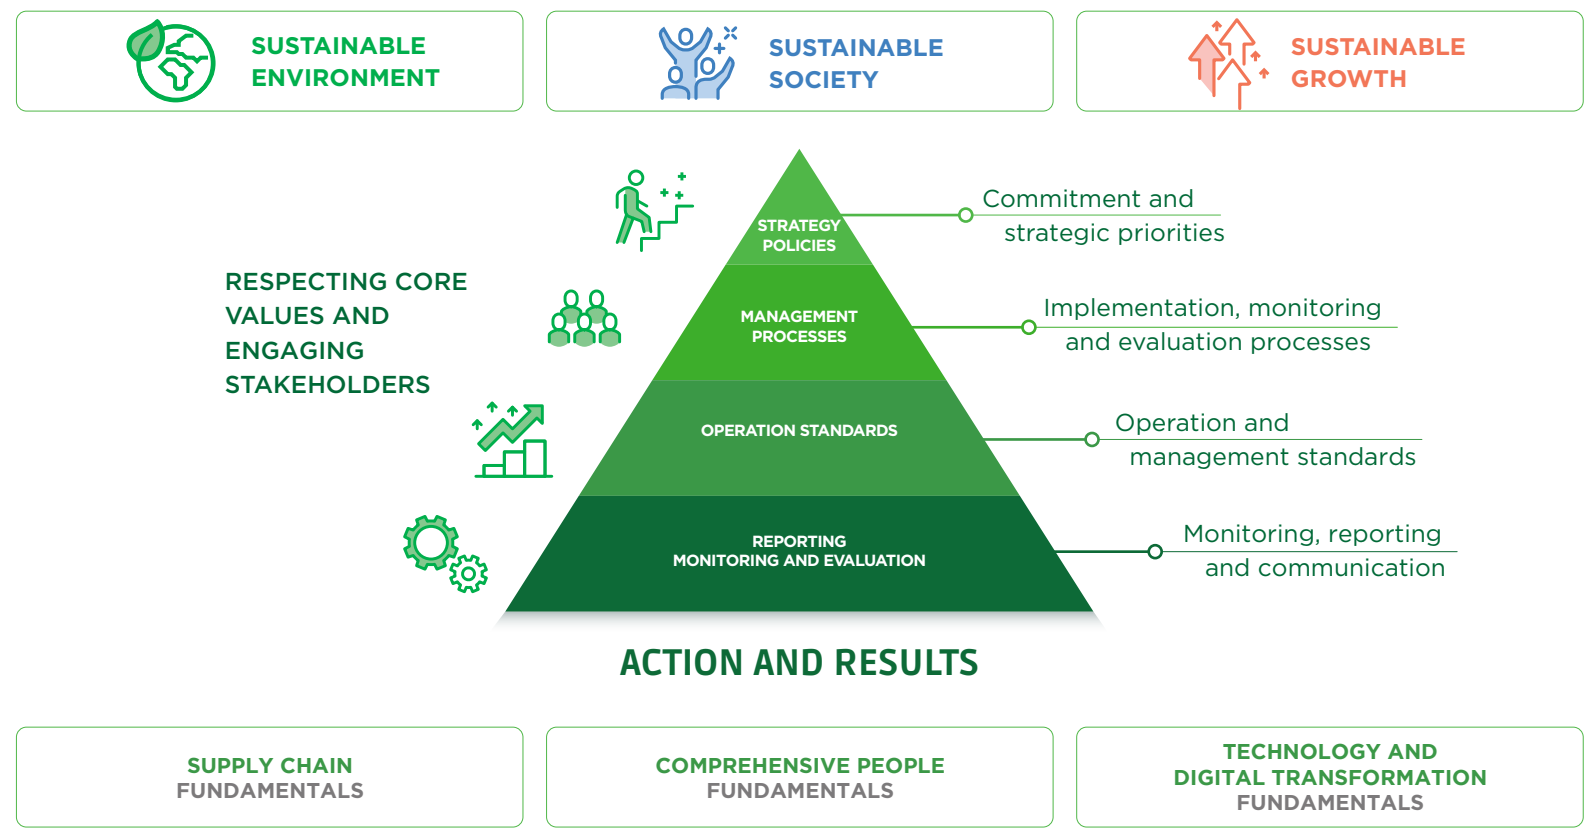 SUSTAINABLE
ENVIRONMENT
SUSTAINABLE
SOCIETY
SUSTAINABLE
GROWTH
RESPECTING CORE
VALUES AND
ENGAGING
STAKEHOLDERS
STRATEGY
POLICIES
Commitment and
strategic priorities
MANAGEMENT
PROCESSES
Implementation, monitoring
and evaluation processes
OPERATION STANDARDS
Operation and
management standards
REPORTING
MONITORING AND EVALUATION
Monitoring, reporting
and communication
ACTION AND RESULTS
SUPPLY CHAIN
FUNDAMENTALS
COMPREHENSIVE PEOPLE
FUNDAMENTALS
TECHNOLOGY AND
DIGITAL TRANSFORMATION
FUNDAMENTALS